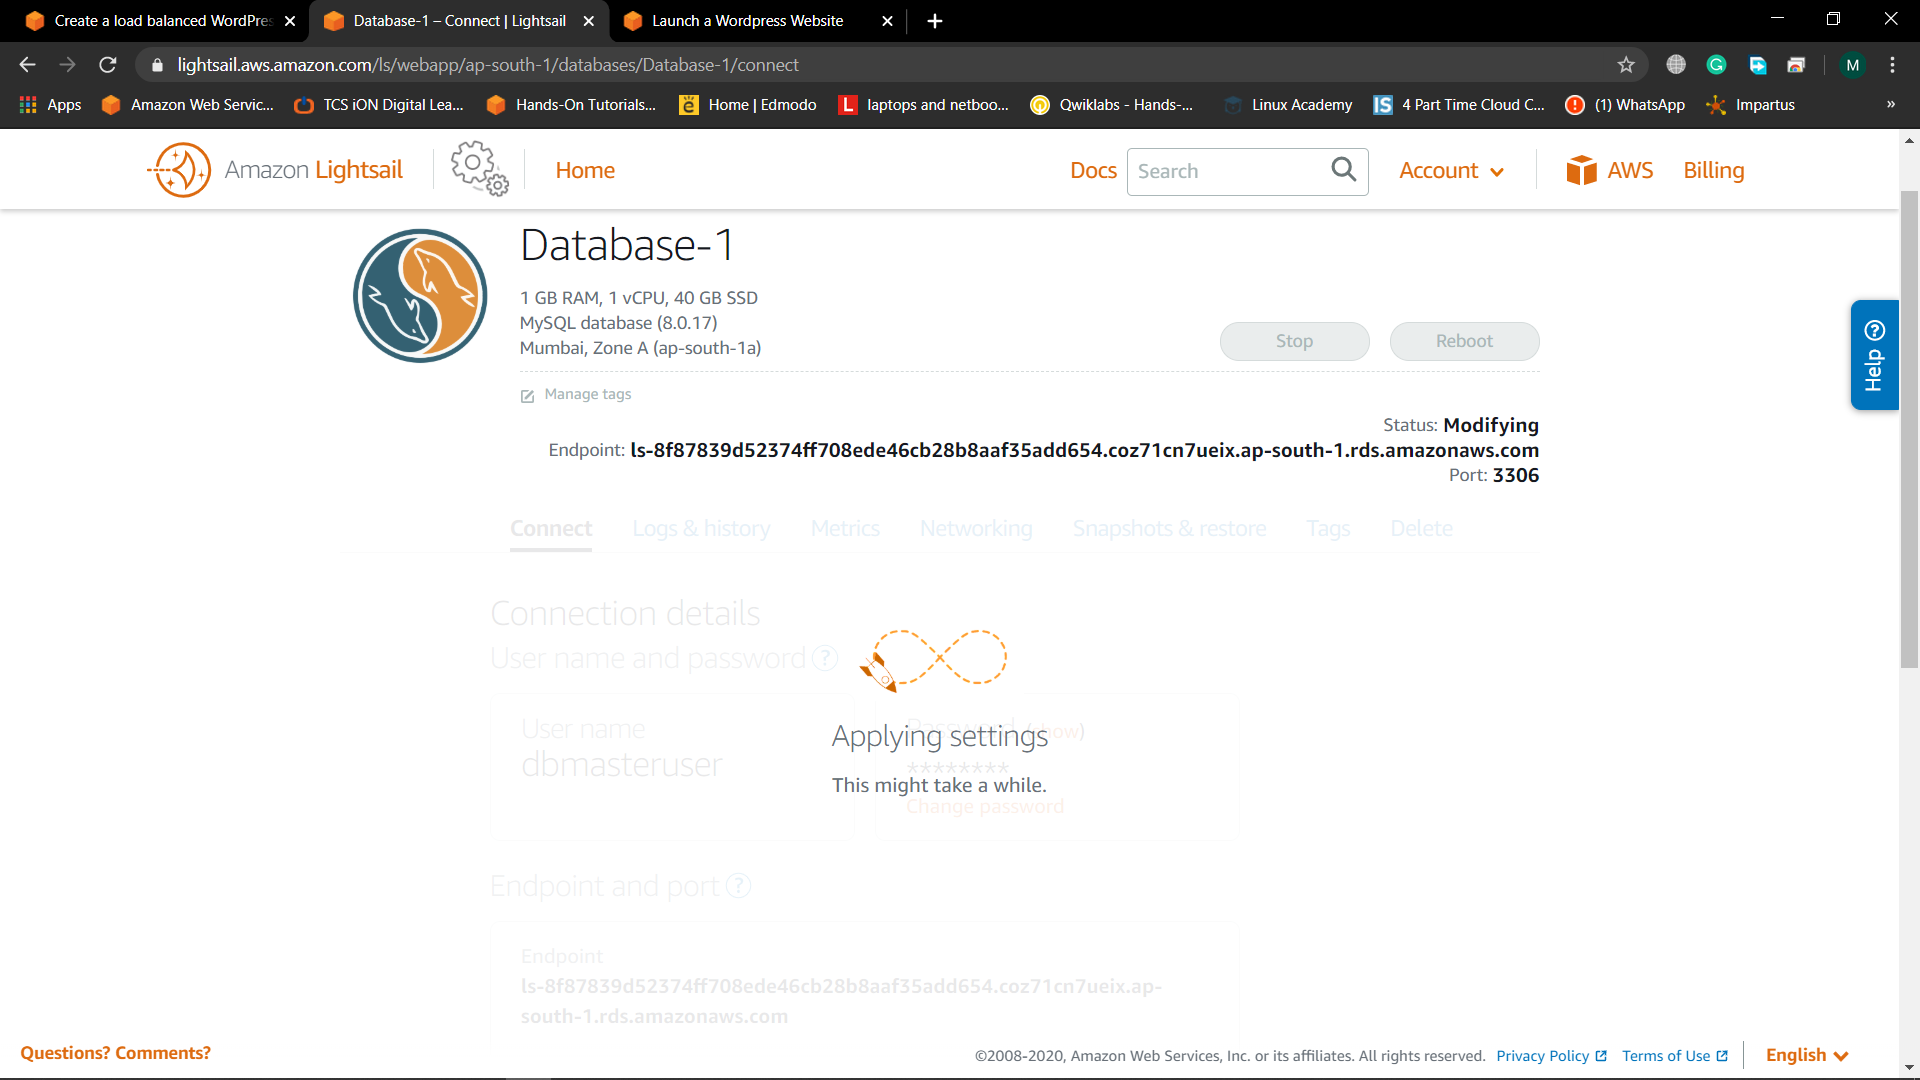 Create a load balanced WordPres
Database-1 – Connect | Lightsail
Launch a Wordpress Website
lightsail.aws.amazon.com/ls/webapp/ap-south-1/databases/Database-1/connect
M
Apps
Amazon Web Servic...
TCS iON Digital Lea...
Hands-On Tutorials...
Home | Edmodo
laptops and netboo...
Qwiklabs - Hands-...
Linux Academy
4 Part Time Cloud C...
(1) WhatsApp
Impartus
»
Amazon Lightsail
Home
Docs
Search
Account
AWS
Billing
Database-1
1 GB RAM, 1 vCPU, 40 GB SSD
MySQL database (8.0.17)
Mumbai, Zone A (ap-south-1a)
Stop
Reboot
Help
Manage tags
Status: Modifying
Endpoint: ls-8f87839d52374ff708ede46cb28b8aaf35add654.coz71cn7ueix.ap-south-1.rds.amazonaws.com
Port: 3306
Connect
Logs & history
Metrics
Networking
Snapshots & restore
Tags
Delete
Connection details
User name and password
User name
dbmasteruser
Applying settings
This might take a while.
********
Change password
Endpoint and port
Endpoint
ls-8f87839d52374ff708ede46cb28b8aaf35add654.coz71cn7ueix.ap-
south-1.rds.amazonaws.com
Questions? Comments?
©2008-2020, Amazon Web Services, Inc. or its affiliates. All rights reserved.
Privacy Policy
Terms of Use
English